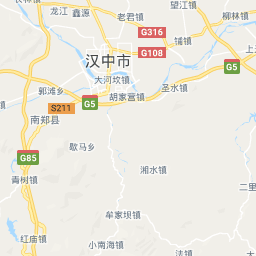 龙江
鑫源
老君镇
望江镇
柳林镇
G316
G108
铺镇
汉中市
上元
大河坎镇
G5
郭滩乡
胡家营镇
圣水镇
G5
S211
南郑县
G85
歇马乡
湘水镇
青树镇
二里
牟家坝镇
红庙镇
小南海镇
法镇